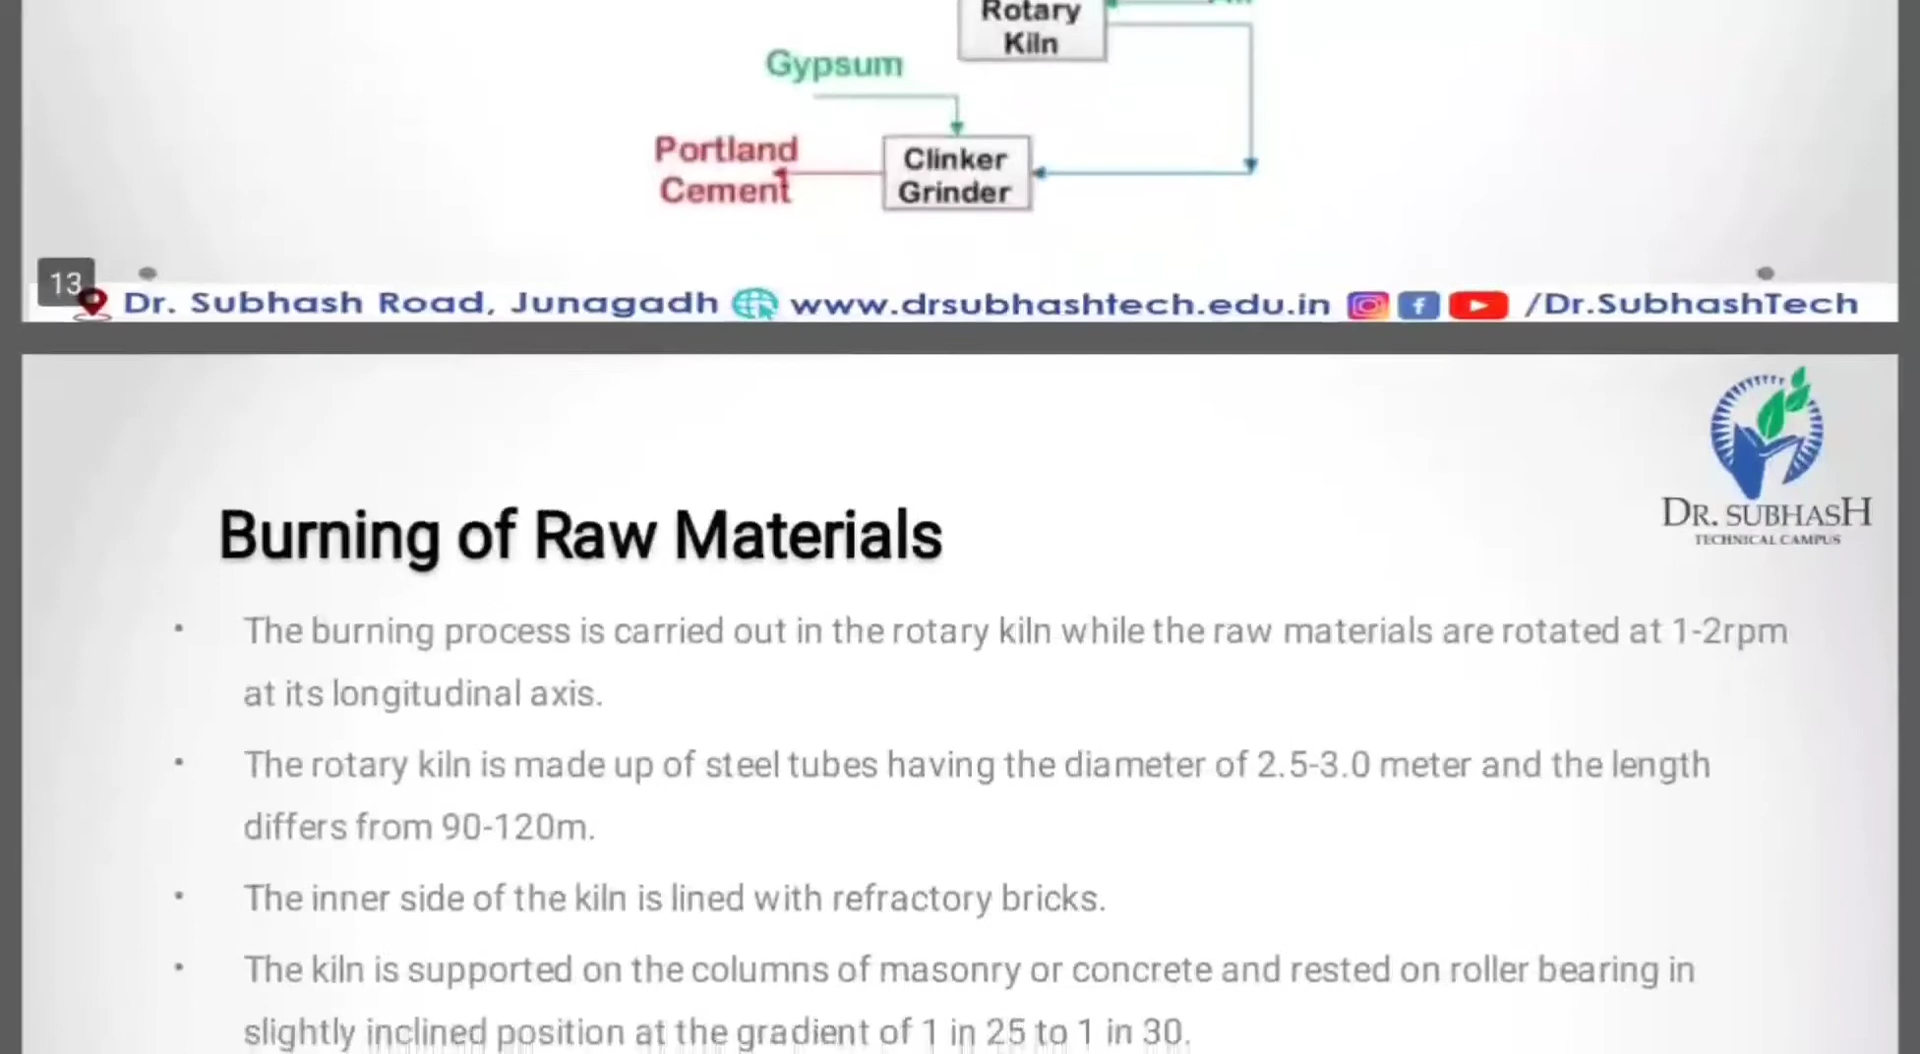 Rotary
Kiln
Gypsum
Portland
Cement
Clinker
Grinder
13
Dr. Subhash Road, Junagadh www.drsubhashtech.edu.in /Dr.SubhashTech
DR. SUBHASH
TECHNICAL CAMPUS
Burning of Raw Materials
• The burning process is carried out in the rotary kiln while the raw materials are rotated at 1-2rpm
at its longitudinal axis.
• The rotary kiln is made up of steel tubes having the diameter of 2.5-3.0 meter and the length
differs from 90-120m.
• The inner side of the kiln is lined with refractory bricks.
• The kiln is supported on the columns of masonry or concrete and rested on roller bearing in
slightly inclined position at the gradient of 1 in 25 to 1 in 30.